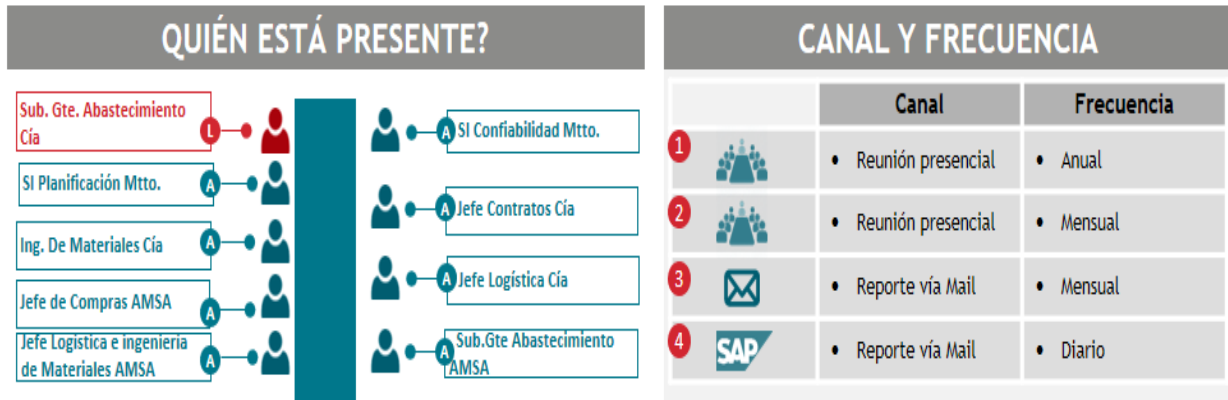 QUIÉN ESTÁ PRESENTE?
Sub. Gte. Abastecimiento
Cía
L
SI Planificación Mtto.
A
Ing. De Materiales Cía
A
Jefe de Compras AMSA
A
Jefe Logística e ingeniería
de Materiales AMSA
A
A SI Confiabilidad Mtto.
A Jefe Contratos Cía
A Jefe Logística Cía
A Sub.Gte Abastecimiento
AMSA
CANAL Y FRECUENCIA
Canal Frecuencia
1 • Reunión presencial • Anual
2 • Reunión presencial • Mensual
3 • Reporte vía Mail • Mensual
4 SAP • Reporte vía Mail • Diario